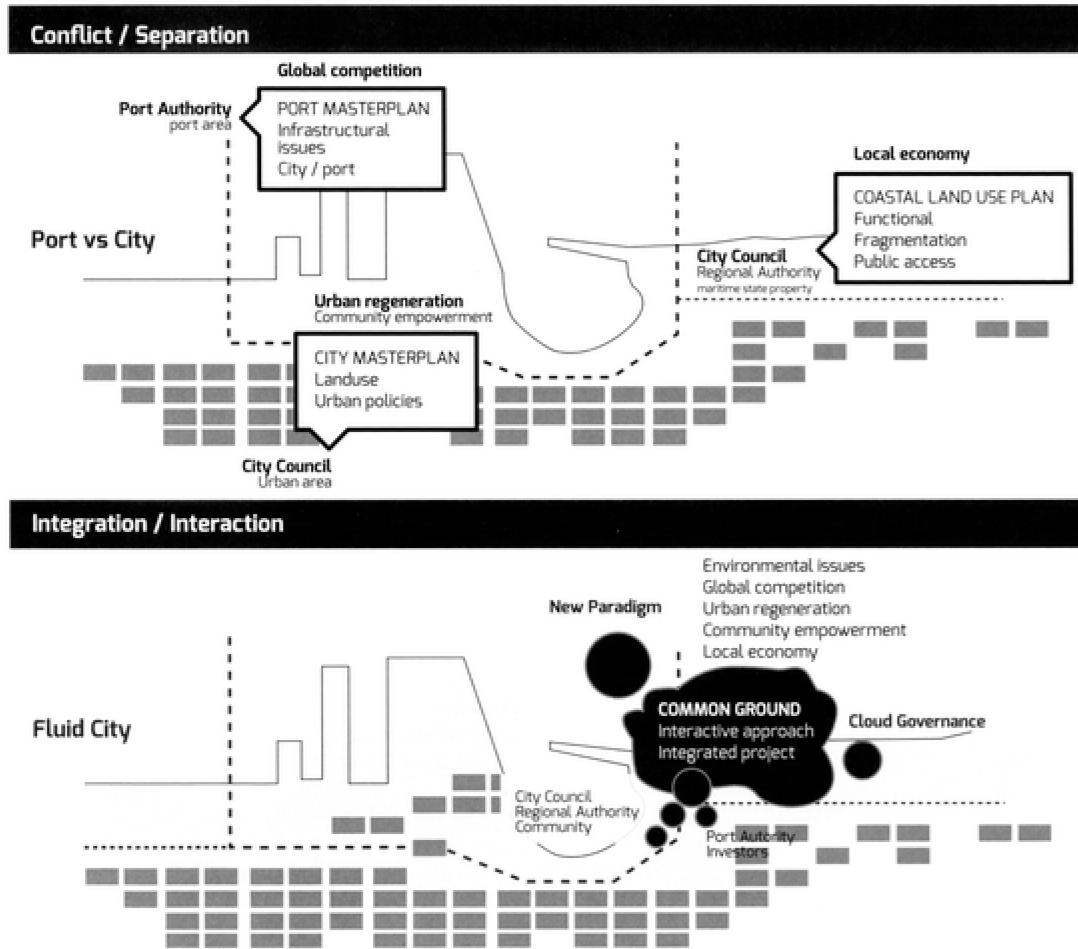 Conflict / Separation
Global competition
Port Authority
port area
PORT MASTERPLAN
Infrastructural
issues
City / port
Local economy
COASTAL LAND USE PLAN
Functional
Fragmentation
Public access
Port vs City
City Council
Regional Authority
maritime state property
Urban regeneration
Community empowerment
CITY MASTERPLAN
Landuse
Urban policies
City Council
Urban area
Integration / Interaction
Environmental issues
Global competition
Urban regeneration
Community empowerment
Local economy
New Paradigm
Fluid City
COMMON GROUND
Interactive approach
Integrated project
Cloud Governance
City Council
Regional Authority
Community
Port Autority
Investors